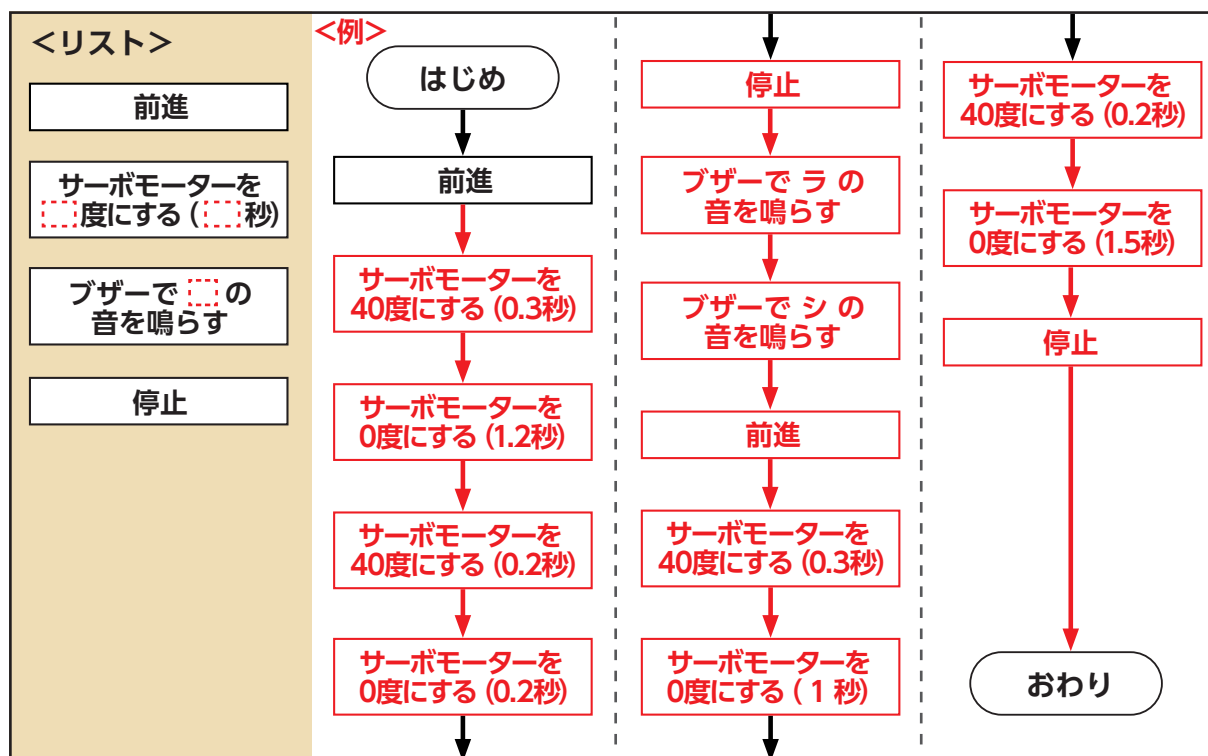 <リスト>
前進
サーボモーターを
度にする ( 秒)
ブザーで の
音を鳴らす
停止
<例>
はじめ
前進
サーボモーターを
40度にする (0.3秒)
サーボモーターを
0度にする (1.2秒)
サーボモーターを
40度にする (0.2秒)
サーボモーターを
0度にする (0.2秒)
停止
ブザーで ラ の
音を鳴らす
ブザーで シ の
音を鳴らす
前進
サーボモーターを
40度にする (0.3秒)
サーボモーターを
0度にする ( 1 秒)
サーボモーターを
40度にする (0.2秒)
サーボモーターを
0度にする (1.5秒)
停止
おわり